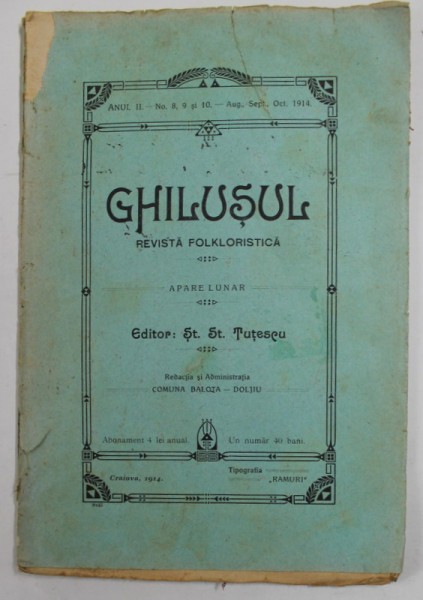 ANUL II. — No. 8, 9 și 10. — Aug., Sept., Oct. 1914.
GHILUȘUL
REVISTĂ FOLKLORISTICĂ
APARE LUNAR
Editor: Șt. St. Tuțescu
Redacția și Administrația
COMUNA BALOTA — DOLJIU
Abonament 4 lei anual.
Un număr 40 bani.
Craiova, 1914.
Tipografia
„RAMURI"